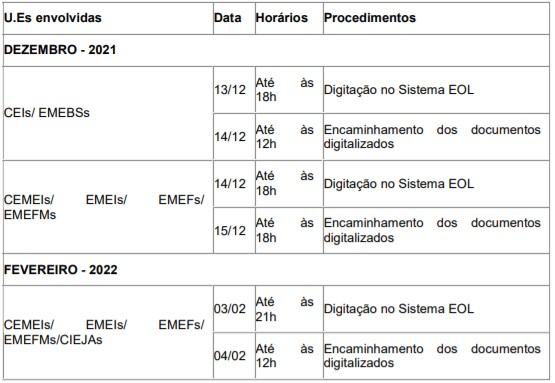 U.Es envolvidas Data Horários Procedimentos
DEZEMBRO - 2021
CEIs/ EMEBSs
13/12 Até às
18h
Digitação no Sistema EOL
14/12 Até às
12h
Encaminhamento dos documentos
digitalizados
CEMEIs/ EMEIs/ EMEFs/
EMEFMs
14/12 Até às
18h
Digitação no Sistema EOL
15/12 Até às
18h
Encaminhamento dos documentos
digitalizados
FEVEREIRO - 2022
CEMEIs/ EMEIs/ EMEFs/
EMEFMs/CIEJAs
03/02 Até às
21h
Digitação no Sistema EOL
04/02 Até às
12h
Encaminhamento dos documentos
digitalizados